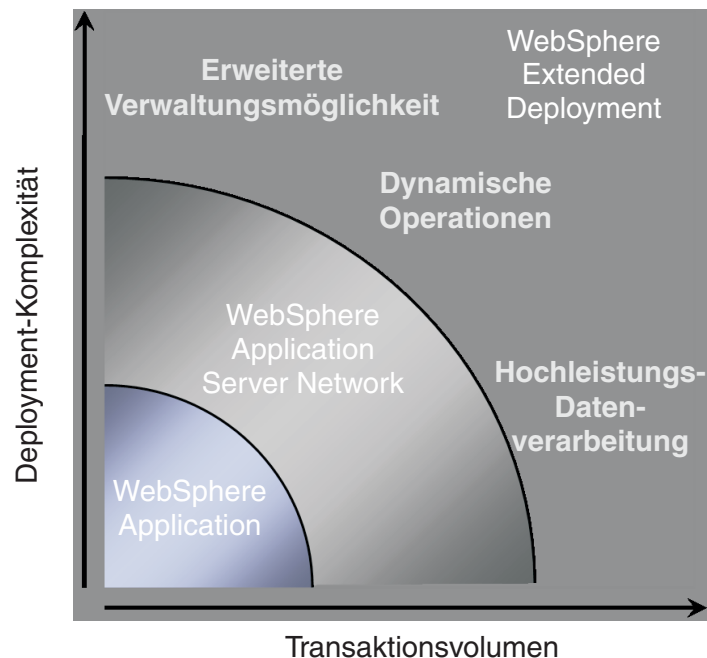 Erweiterte
Verwaltungsmöglichkeit
WebSphere
Extended
Deployment
Dynamische
Operationen
WebSphere
Application
Server Network
Hochleistungs-
Daten-
verarbeitung
WebSphere
Application
Deployment-Komplexität
Transaktionsvolumen